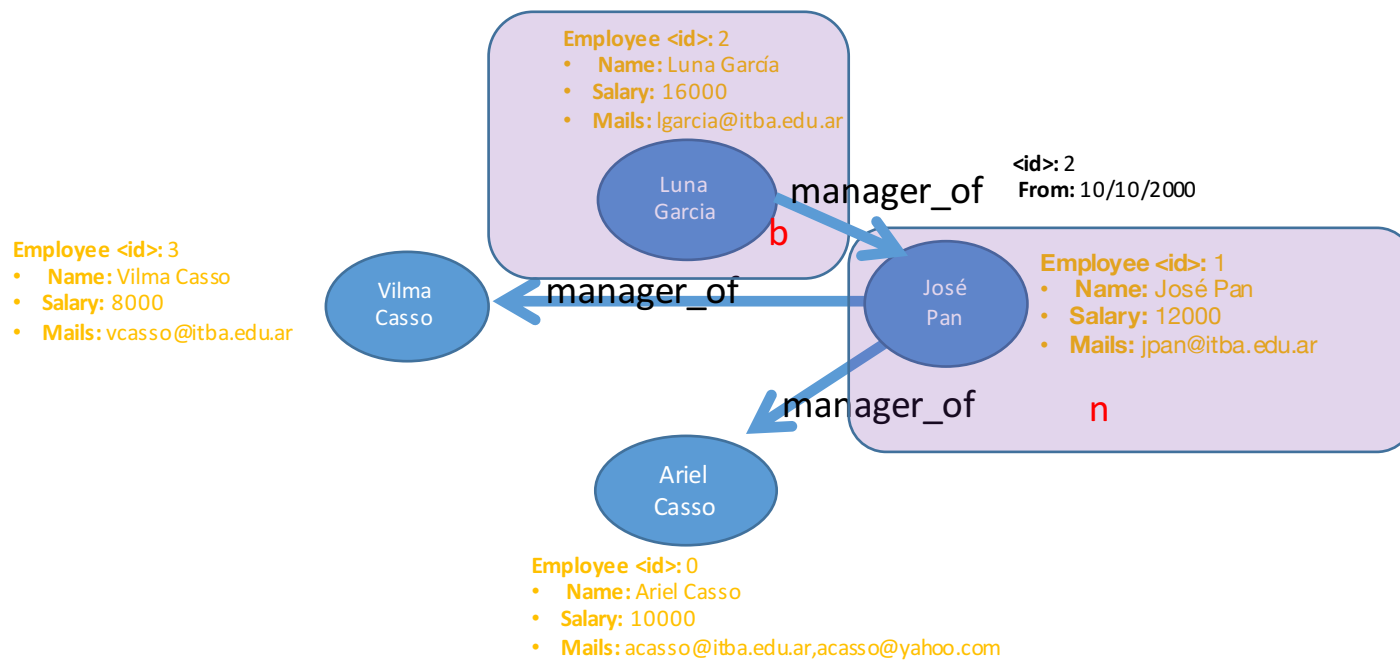 Employee <id>: 2
• Name: Luna García
• Salary: 16000
• Mails: lgarcia@itba.edu.ar
Luna
Garcia
manager_of
<id>: 2
From: 10/10/2000
b
Employee <id>: 3
• Name: Vilma Casso
• Salary: 8000
• Mails: vcasso@itba.edu.ar
Vilma
Casso
manager_of
José
Pan
Employee <id>: 1
• Name: José Pan
• Salary: 12000
• Mails: jpan@itba.edu.ar
manager_of
n
Ariel
Casso
Employee <id>: 0
• Name: Ariel Casso
• Salary: 10000
• Mails: acasso@itba.edu.ar,acasso@yahoo.com